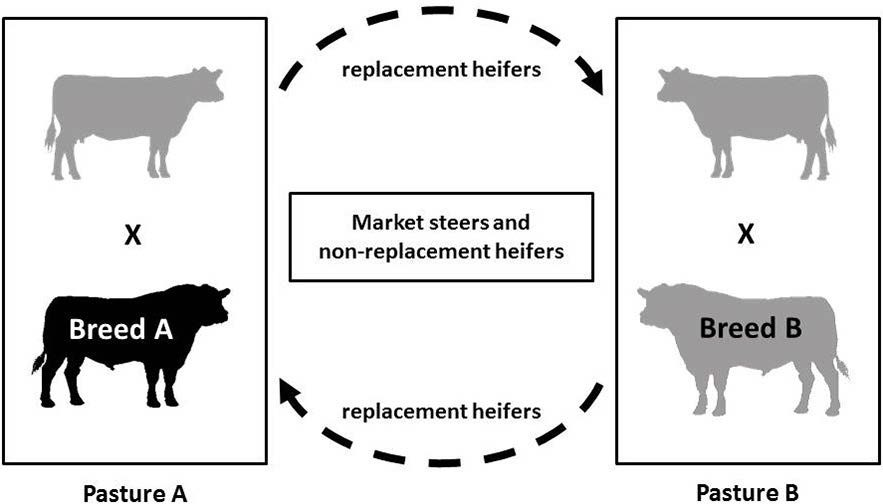 replacement heifers
X
Breed A
Pasture A
Market steers and
non-replacement heifers
replacement heifers
X
Breed B
Pasture B